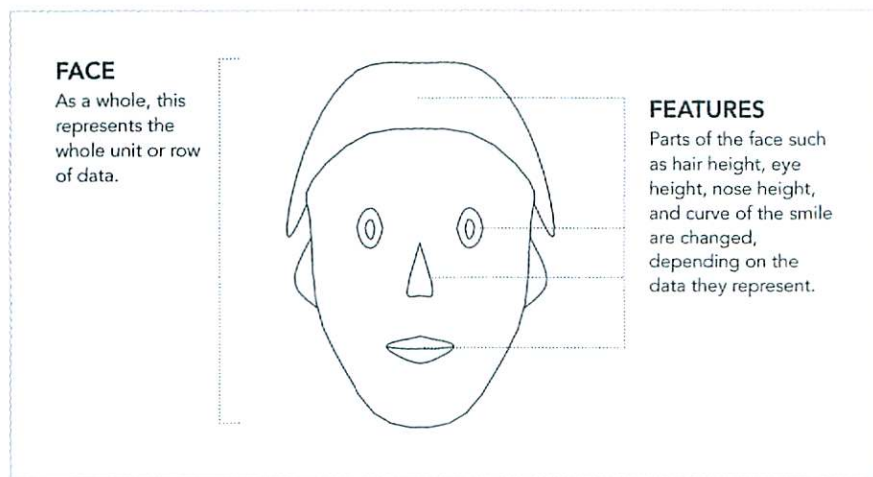 FACE
As a whole, this
represents the
whole unit or row
of data.
FEATURES
Parts of the face such
as hair height, eye
height, nose height,
and curve of the smile
are changed,
depending on the
data they represent.